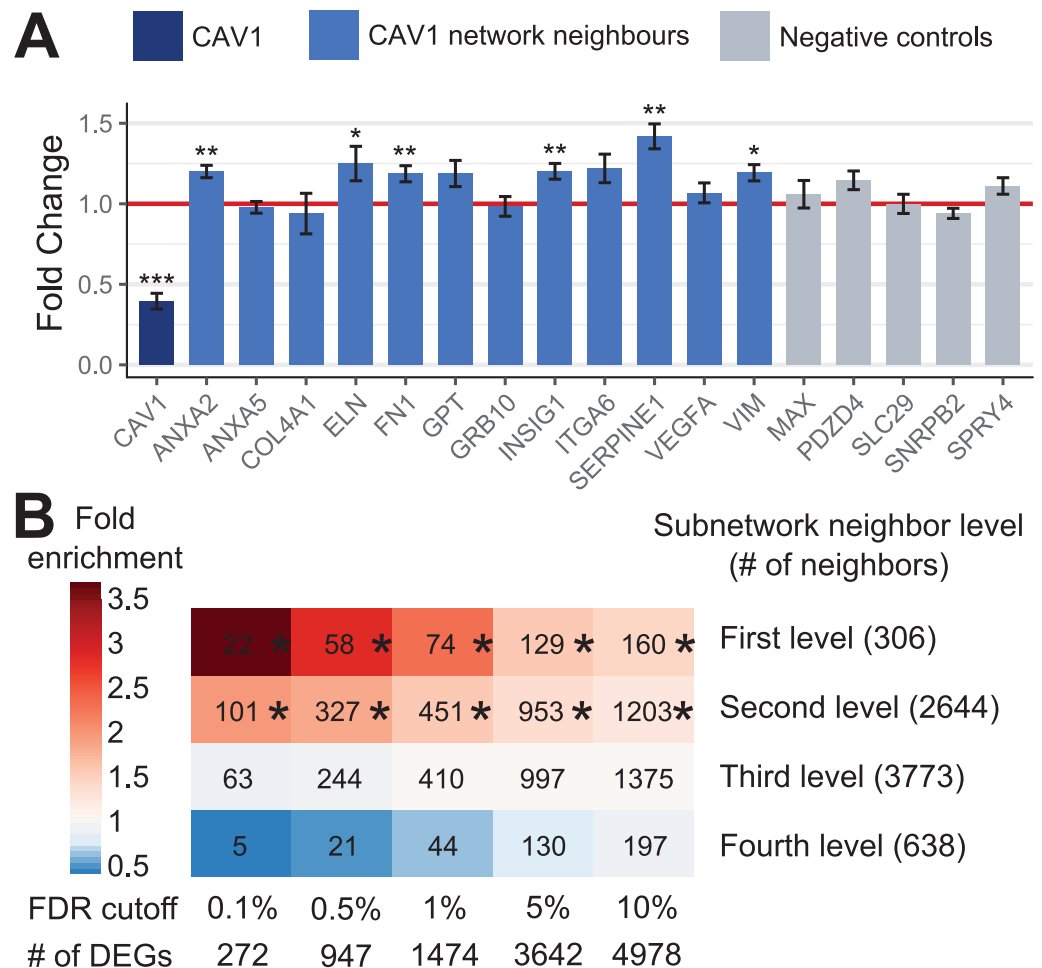 A
CAV1
CAV1 network neighbours
Negative controls
Fold Change
1.5
1.0
0.5
0.0
***
**
*
**
**
**
*
CAV1
ANXA2
ANXA5
COL4A1
ELN
FN1
GPT
GRB10
INSIG1
ITGA6
SERPINE1
VEGFA
VIM
MAX
PDZD4
SLC29
SNRPB2
SPRY4
B
Fold
enrichment
3.5
3
2.5
2
1.5
1
0.5
Subnetwork neighbor level
(# of neighbors)
22 * 58 * 74 * 129 * 160 * First level (306)
101 * 327 * 451 * 953 * 1203 * Second level (2644)
63 244 410 997 1375 Third level (3773)
5 21 44 130 197 Fourth level (638)
FDR cutoff 0.1% 0.5% 1% 5% 10%
# of DEGs 272 947 1474 3642 4978